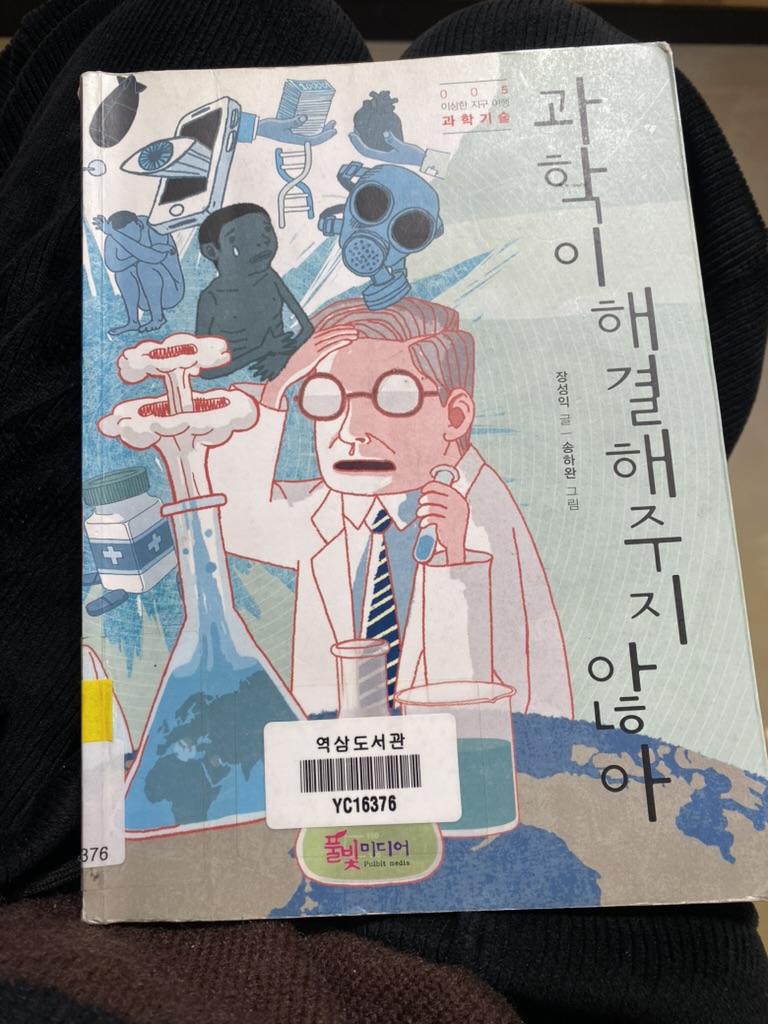 005
이상한 지구 여행
과학기술
과학이 해결해주지 않아
장성익 글 — 송하완 그림
역삼도서관
YC16376
376
풀빛미디어
Pulbit media